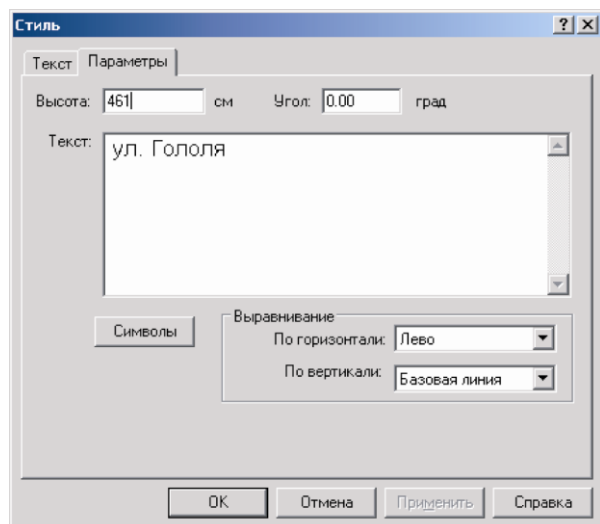 Стиль
Текст Параметры
Высота: 461 см Угол: 0.00 град
Текст: ул. Гололя
Символы
Выравнивание
По горизонтали: Лево
По вертикали: Базовая линия
ОК Отмена Применить Справка